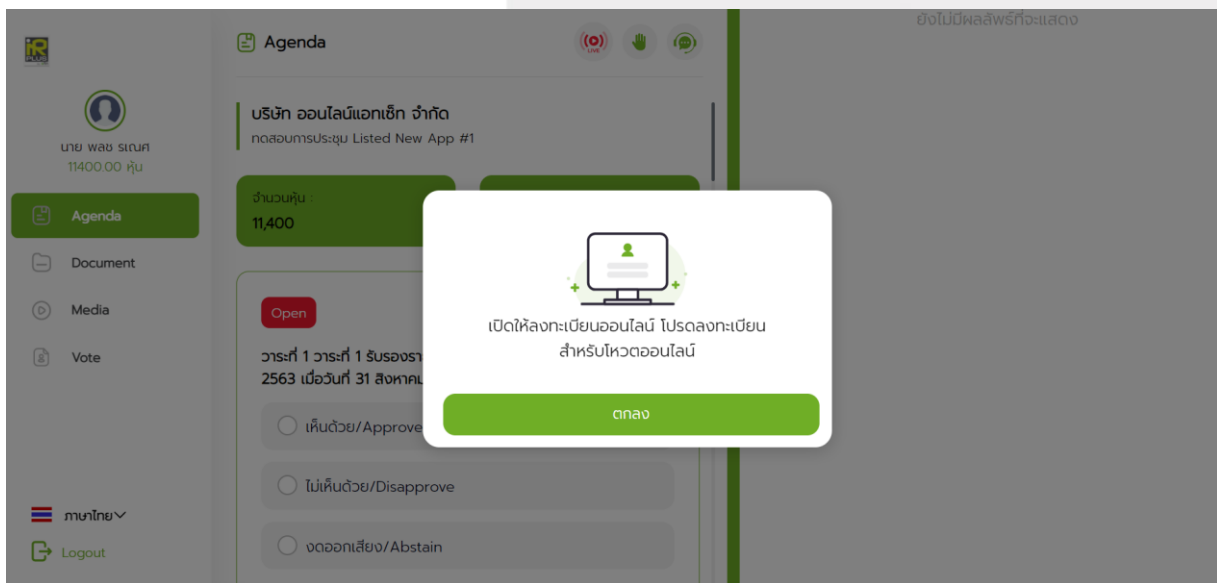 ยังไม่มีผลลัพธ์ที่จะแสดง
iR
PLUS
Agenda
LIVE
นาย พลช รเณศ
11400.00 หุ้น
บริษัท ออนไลน์แอทเซ็ท จำกัด
ทดสอบการประชุม Listed New App #1
Agenda
Document
Media
Vote
จำนวนหุ้น :
11,400
Open
วาระที่ 1 วาระที่ 1 รับรองรา
2563 เมื่อวันที่ 31 สิงหาคม
เห็นด้วย/Approve
ไม่เห็นด้วย/Disapprove
งดออกเสียง/Abstain
เปิดให้ลงทะเบียนออนไลน์ โปรดลงทะเบียน
สำหรับโหวตออนไลน์
ตกลง
ภาษาไทย
Logout